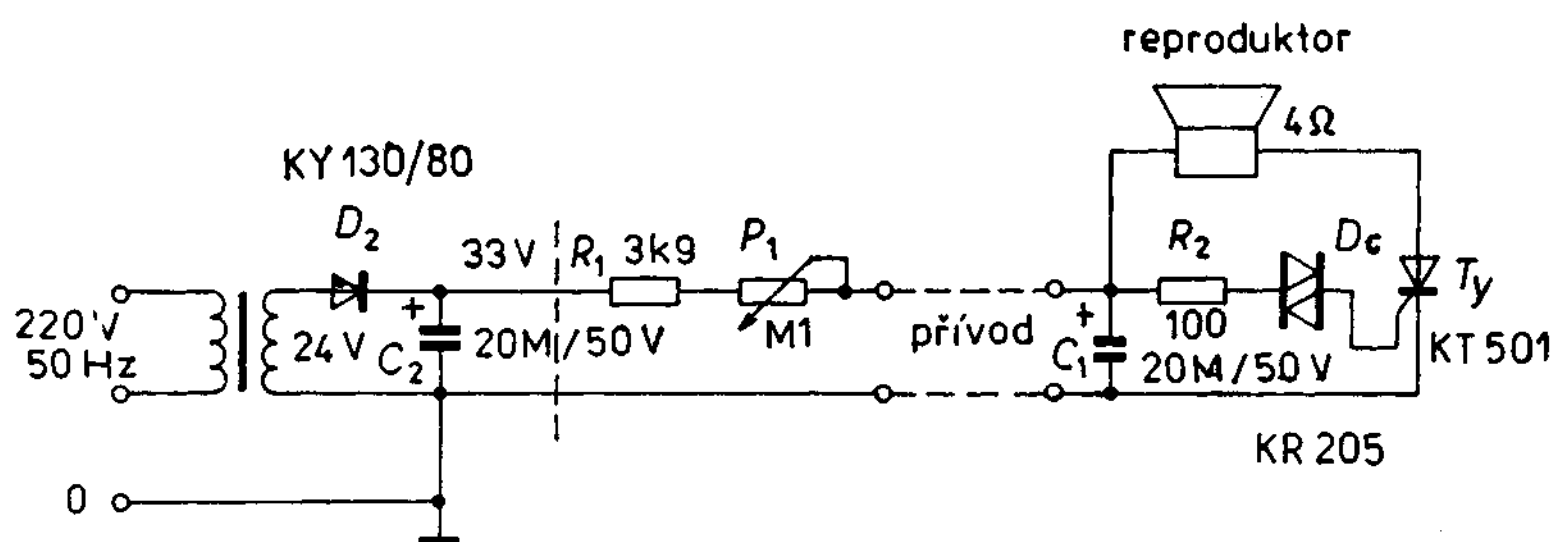 reproduktor
4Ω
KY 130/80
D₂
33 V
R₁
3k9
P₁
R₂
Dc
Ty
220 V
50 Hz
24 V
+
C₂
20M/50 V
M1
přívod
+
C₁
100
20M/50 V
KT 501
KR 205
0